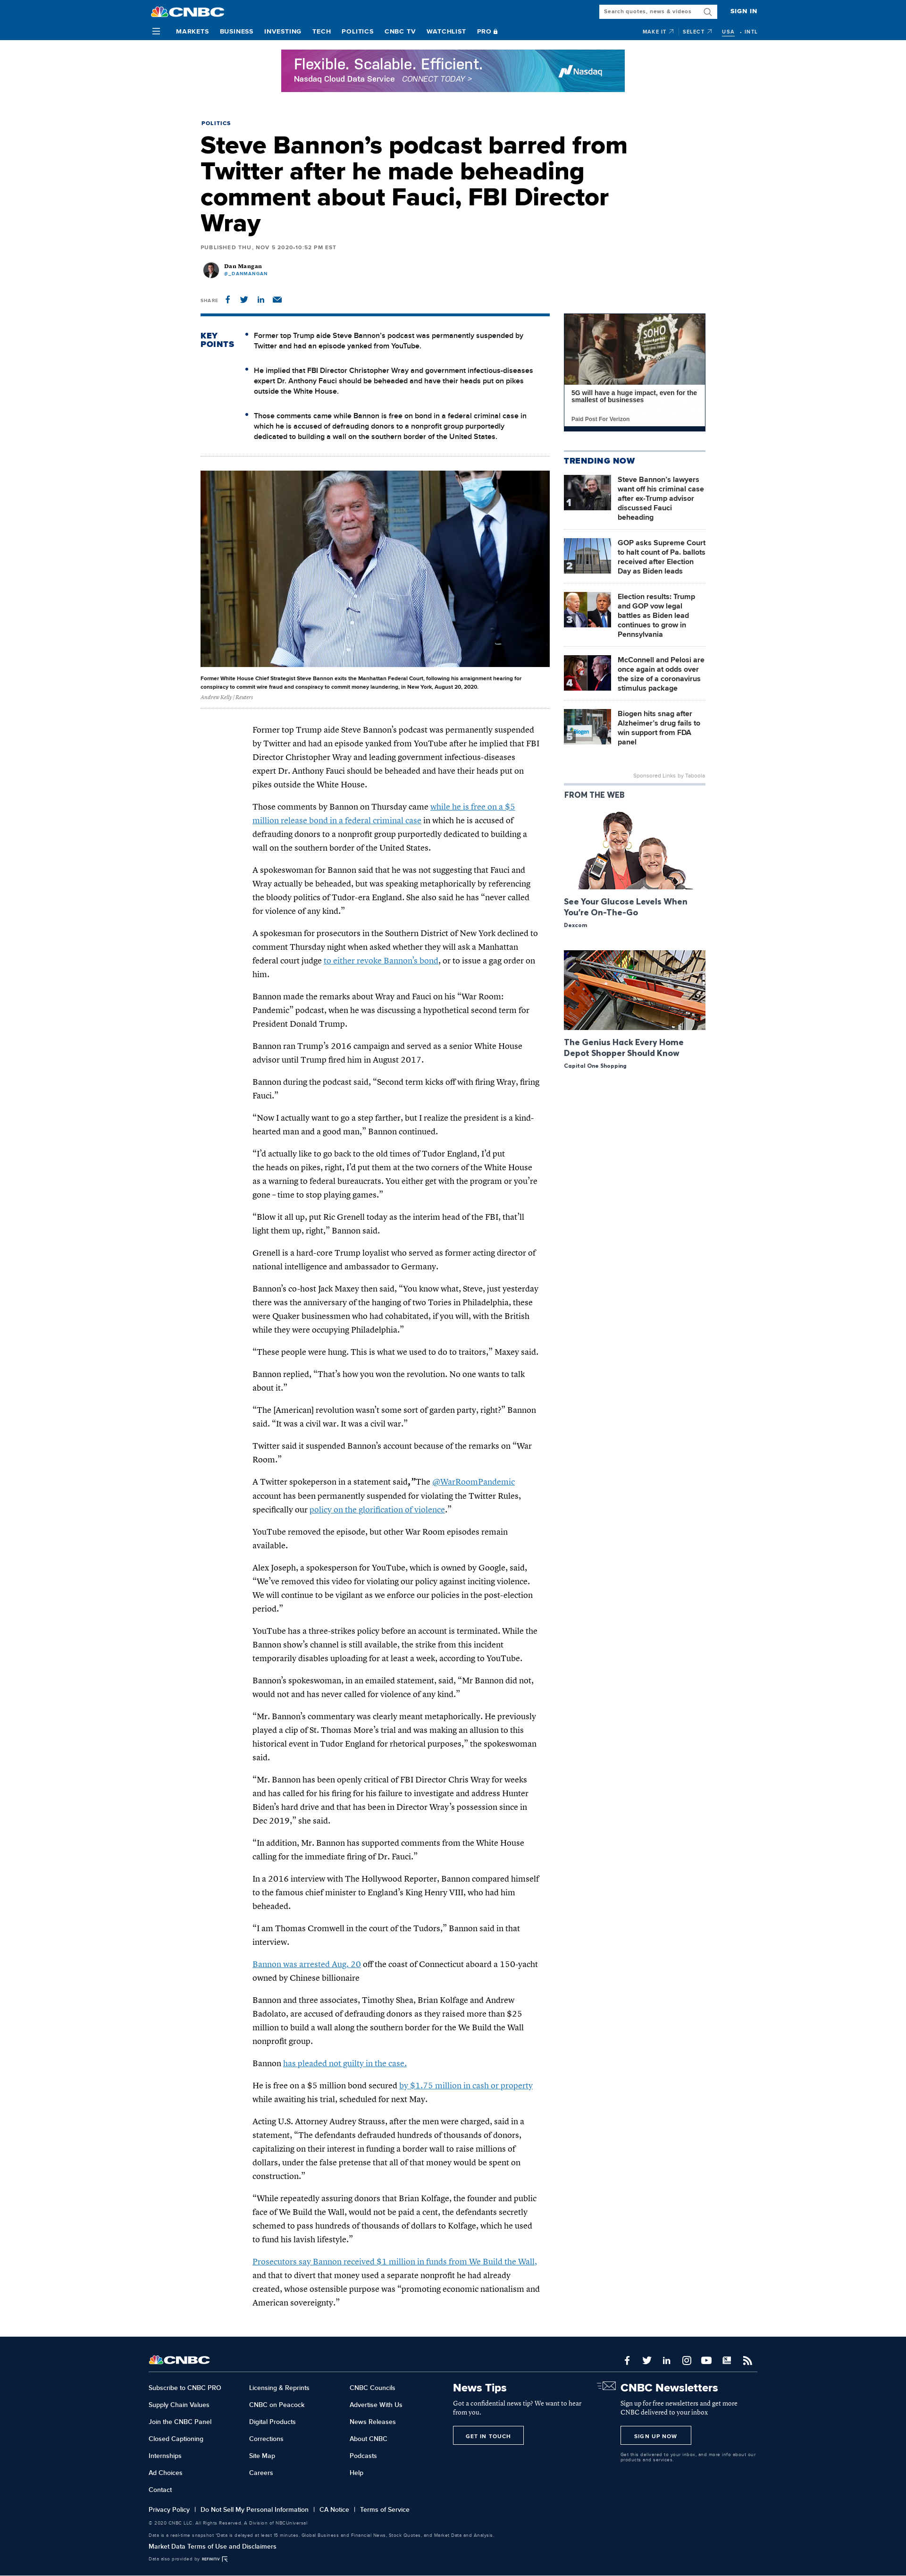 CNBC
Search quotes, news & videos
SIGN IN
MARKETS BUSINESS INVESTING TECH POLITICS CNBC TV WATCHLIST PRO
MAKE IT SELECT USA • INTL
Flexible. Scalable. Efficient.
Nasdaq Cloud Data Service CONNECT TODAY >
Nasdaq
POLITICS
Steve Bannon’s podcast barred from
Twitter after he made beheading
comment about Fauci, FBI Director
Wray
PUBLISHED THU, NOV 5 2020•10:52 PM EST
Dan Mangan
@_DANMANGAN
SHARE
KEY
POINTS
Former top Trump aide Steve Bannon’s podcast was permanently suspended by
Twitter and had an episode yanked from YouTube.
He implied that FBI Director Christopher Wray and government infectious-diseases
expert Dr. Anthony Fauci should be beheaded and have their heads put on pikes
outside the White House.
Those comments came while Bannon is free on bond in a federal criminal case in
which he is accused of defrauding donors to a nonprofit group purportedly
dedicated to building a wall on the southern border of the United States.
Former White House Chief Strategist Steve Bannon exits the Manhattan Federal Court, following his arraignment hearing for
conspiracy to commit wire fraud and conspiracy to commit money laundering, in New York, August 20, 2020.
Andrew Kelly | Reuters
Former top Trump aide Steve Bannon’s podcast was permanently suspended
by Twitter and had an episode yanked from YouTube after he implied that FBI
Director Christopher Wray and leading government infectious-diseases
expert Dr. Anthony Fauci should be beheaded and have their heads put on
pikes outside the White House.
Those comments by Bannon on Thursday came while he is free on a $5
million release bond in a federal criminal case in which he is accused of
defrauding donors to a nonprofit group purportedly dedicated to building a
wall on the southern border of the United States.
A spokeswoman for Bannon said that he was not suggesting that Fauci and
Wray actually be beheaded, but was speaking metaphorically by referencing
the bloody politics of Tudor-era England. She also said he has “never called
for violence of any kind.”
A spokesman for prosecutors in the Southern District of New York declined to
comment Thursday night when asked whether they will ask a Manhattan
federal court judge to either revoke Bannon’s bond, or to issue a gag order on
him.
Bannon made the remarks about Wray and Fauci on his “War Room:
Pandemic” podcast, when he was discussing a hypothetical second term for
President Donald Trump.
Bannon ran Trump’s 2016 campaign and served as a senior White House
advisor until Trump fired him in August 2017.
Bannon during the podcast said, “Second term kicks off with firing Wray, firing
Fauci.”
“Now I actually want to go a step farther, but I realize the president is a kind-
hearted man and a good man,” Bannon continued.
“I’d actually like to go back to the old times of Tudor England, I’d put
the heads on pikes, right, I’d put them at the two corners of the White House
as a warning to federal bureaucrats. You either get with the program or you’re
gone – time to stop playing games.”
“Blow it all up, put Ric Grenell today as the interim head of the FBI, that’ll
light them up, right,” Bannon said.
Grenell is a hard-core Trump loyalist who served as former acting director of
national intelligence and ambassador to Germany.
Bannon’s co-host Jack Maxey then said, “You know what, Steve, just yesterday
there was the anniversary of the hanging of two Tories in Philadelphia, these
were Quaker businessmen who had cohabitated, if you will, with the British
while they were occupying Philadelphia.”
“These people were hung. This is what we used to do to traitors,” Maxey said.
Bannon replied, “That’s how you won the revolution. No one wants to talk
about it.”
“The [American] revolution wasn’t some sort of garden party, right?” Bannon
said. “It was a civil war. It was a civil war.”
Twitter said it suspended Bannon’s account because of the remarks on “War
Room.”
A Twitter spokeperson in a statement said, ”The @WarRoomPandemic
account has been permanently suspended for violating the Twitter Rules,
specifically our policy on the glorification of violence.”
YouTube removed the episode, but other War Room episodes remain
available.
Alex Joseph, a spokesperson for YouTube, which is owned by Google, said,
“We’ve removed this video for violating our policy against inciting violence.
We will continue to be vigilant as we enforce our policies in the post-election
period.”
YouTube has a three-strikes policy before an account is terminated. While the
Bannon show’s channel is still available, the strike from this incident
temporarily disables uploading for at least a week, according to YouTube.
Bannon’s spokeswoman, in an emailed statement, said, “Mr Bannon did not,
would not and has never called for violence of any kind.”
“Mr. Bannon’s commentary was clearly meant metaphorically. He previously
played a clip of St. Thomas More’s trial and was making an allusion to this
historical event in Tudor England for rhetorical purposes,” the spokeswoman
said.
“Mr. Bannon has been openly critical of FBI Director Chris Wray for weeks
and has called for his firing for his failure to investigate and address Hunter
Biden’s hard drive and that has been in Director Wray’s possession since in
Dec 2019,” she said.
“In addition, Mr. Bannon has supported comments from the White House
calling for the immediate firing of Dr. Fauci.”
In a 2016 interview with The Hollywood Reporter, Bannon compared himself
to the famous chief minister to England’s King Henry VIII, who had him
beheaded.
“I am Thomas Cromwell in the court of the Tudors,” Bannon said in that
interview.
Bannon was arrested Aug. 20 off the coast of Connecticut aboard a 150-yacht
owned by Chinese billionaire
Bannon and three associates, Timothy Shea, Brian Kolfage and Andrew
Badolato, are accused of defrauding donors as they raised more than $25
million to build a wall along the southern border for the We Build the Wall
nonprofit group.
Bannon has pleaded not guilty in the case.
He is free on a $5 million bond secured by $1.75 million in cash or property
while awaiting his trial, scheduled for next May.
Acting U.S. Attorney Audrey Strauss, after the men were charged, said in a
statement, “The defendants defrauded hundreds of thousands of donors,
capitalizing on their interest in funding a border wall to raise millions of
dollars, under the false pretense that all of that money would be spent on
construction.”
“While repeatedly assuring donors that Brian Kolfage, the founder and public
face of We Build the Wall, would not be paid a cent, the defendants secretly
schemed to pass hundreds of thousands of dollars to Kolfage, which he used
to fund his lavish lifestyle.”
Prosecutors say Bannon received $1 million in funds from We Build the Wall,
and that to divert that money used a separate nonprofit he had already
created, whose ostensible purpose was “promoting economic nationalism and
American sovereignty.”
SOHO
5G will have a huge impact, even for the
smallest of businesses
Paid Post For Verizon
TRENDING NOW
1
Steve Bannon’s lawyers
want off his criminal case
after ex-Trump advisor
discussed Fauci
beheading
2
GOP asks Supreme Court
to halt count of Pa. ballots
received after Election
Day as Biden leads
3
Election results: Trump
and GOP vow legal
battles as Biden lead
continues to grow in
Pennsylvania
4
McConnell and Pelosi are
once again at odds over
the size of a coronavirus
stimulus package
5
Biogen
Biogen hits snag after
Alzheimer’s drug fails to
win support from FDA
panel
Sponsored Links by Taboola
FROM THE WEB
See Your Glucose Levels When
You’re On-The-Go
Dexcom
The Genius Hack Every Home
Depot Shopper Should Know
Capital One Shopping
CNBC
Subscribe to CNBC PRO
Licensing & Reprints
CNBC Councils
Supply Chain Values
CNBC on Peacock
Advertise With Us
Join the CNBC Panel
Digital Products
News Releases
Closed Captioning
Corrections
About CNBC
Internships
Site Map
Podcasts
Ad Choices
Careers
Help
Contact
News Tips
Got a confidential news tip? We want to hear
from you.
GET IN TOUCH
CNBC Newsletters
Sign up for free newsletters and get more
CNBC delivered to your inbox
SIGN UP NOW
Get this delivered to your inbox, and more info about our
products and services.
Privacy Policy | Do Not Sell My Personal Information | CA Notice | Terms of Service
© 2020 CNBC LLC. All Rights Reserved. A Division of NBCUniversal
Data is a real-time snapshot *Data is delayed at least 15 minutes. Global Business and Financial News, Stock Quotes, and Market Data and Analysis.
Market Data Terms of Use and Disclaimers
Data also provided by REFINITIV